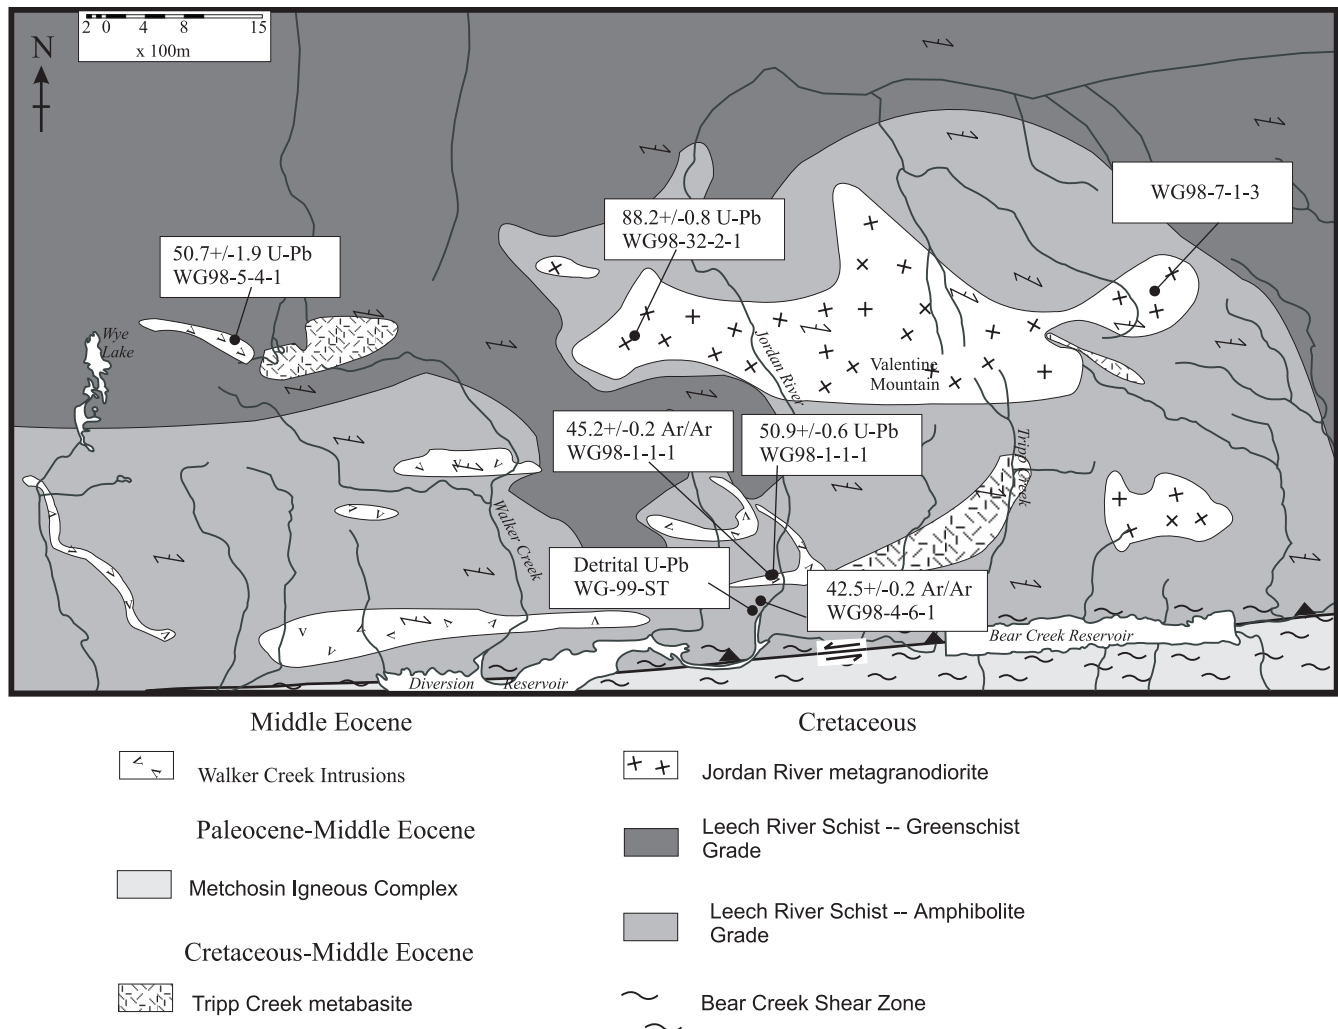 2 0 4 8 15
x 100m
N
WG98-7-1-3
88.2+/-0.8 U-Pb
WG98-32-2-1
50.7+/-1.9 U-Pb
WG98-5-4-1
Wye
Lake
Jordan River
Valentine
Mountain
45.2+/-0.2 Ar/Ar
WG98-1-1-1
50.9+/-0.6 U-Pb
WG98-1-1-1
Tripp Creek
Walker Creek
Detrital U-Pb
WG-99-ST
42.5+/-0.2 Ar/Ar
WG98-4-6-1
Bear Creek Reservoir
Diversion Reservoir
Middle Eocene
Walker Creek Intrusions
Paleocene-Middle Eocene
Metchosin Igneous Complex
Cretaceous-Middle Eocene
Tripp Creek metabasite
Cretaceous
Jordan River metagranodiorite
Leech River Schist -- Greenschist
Grade
Leech River Schist -- Amphibolite
Grade
Bear Creek Shear Zone